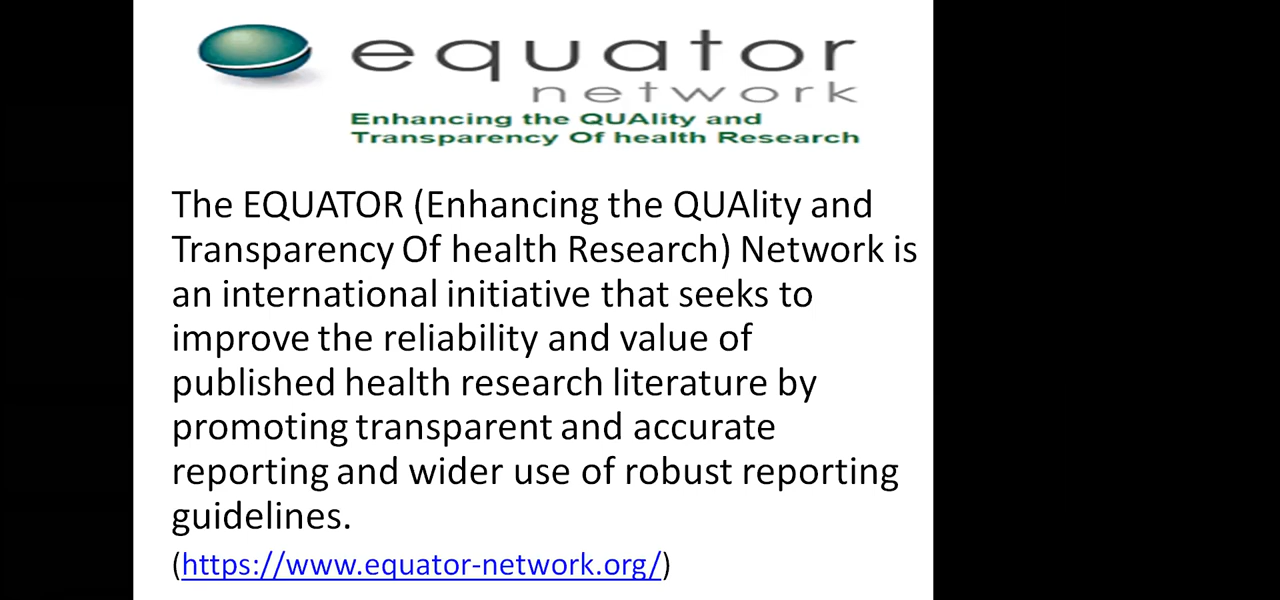 equator
network
Enhancing the QUAlity and
Transparency Of health Research
The EQUATOR (Enhancing the QUAlity and
Transparency Of health Research) Network is
an international initiative that seeks to
improve the reliability and value of
published health research literature by
promoting transparent and accurate
reporting and wider use of robust reporting
guidelines.
(https://www.equator-network.org/)